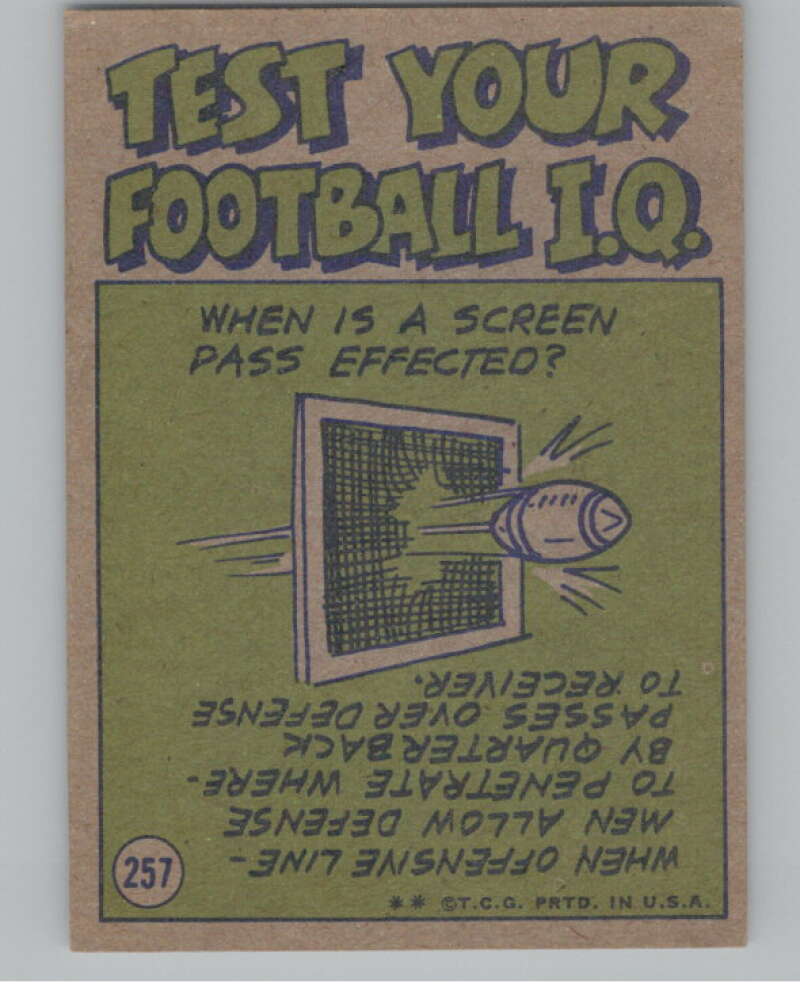 TEST YOUR
FOOTBALL I.Q.
WHEN IS A SCREEN
PASS EFFECTED?
WHEN OFFENSIVE LINE-
MEN ALLOW DEFENSE
TO PENETRATE WHERE-
BY QUARTERBACK
PASSES OVER DEFENSE
TO RECEIVER.
257
** ©T.C.G. PRTD. IN U.S.A.